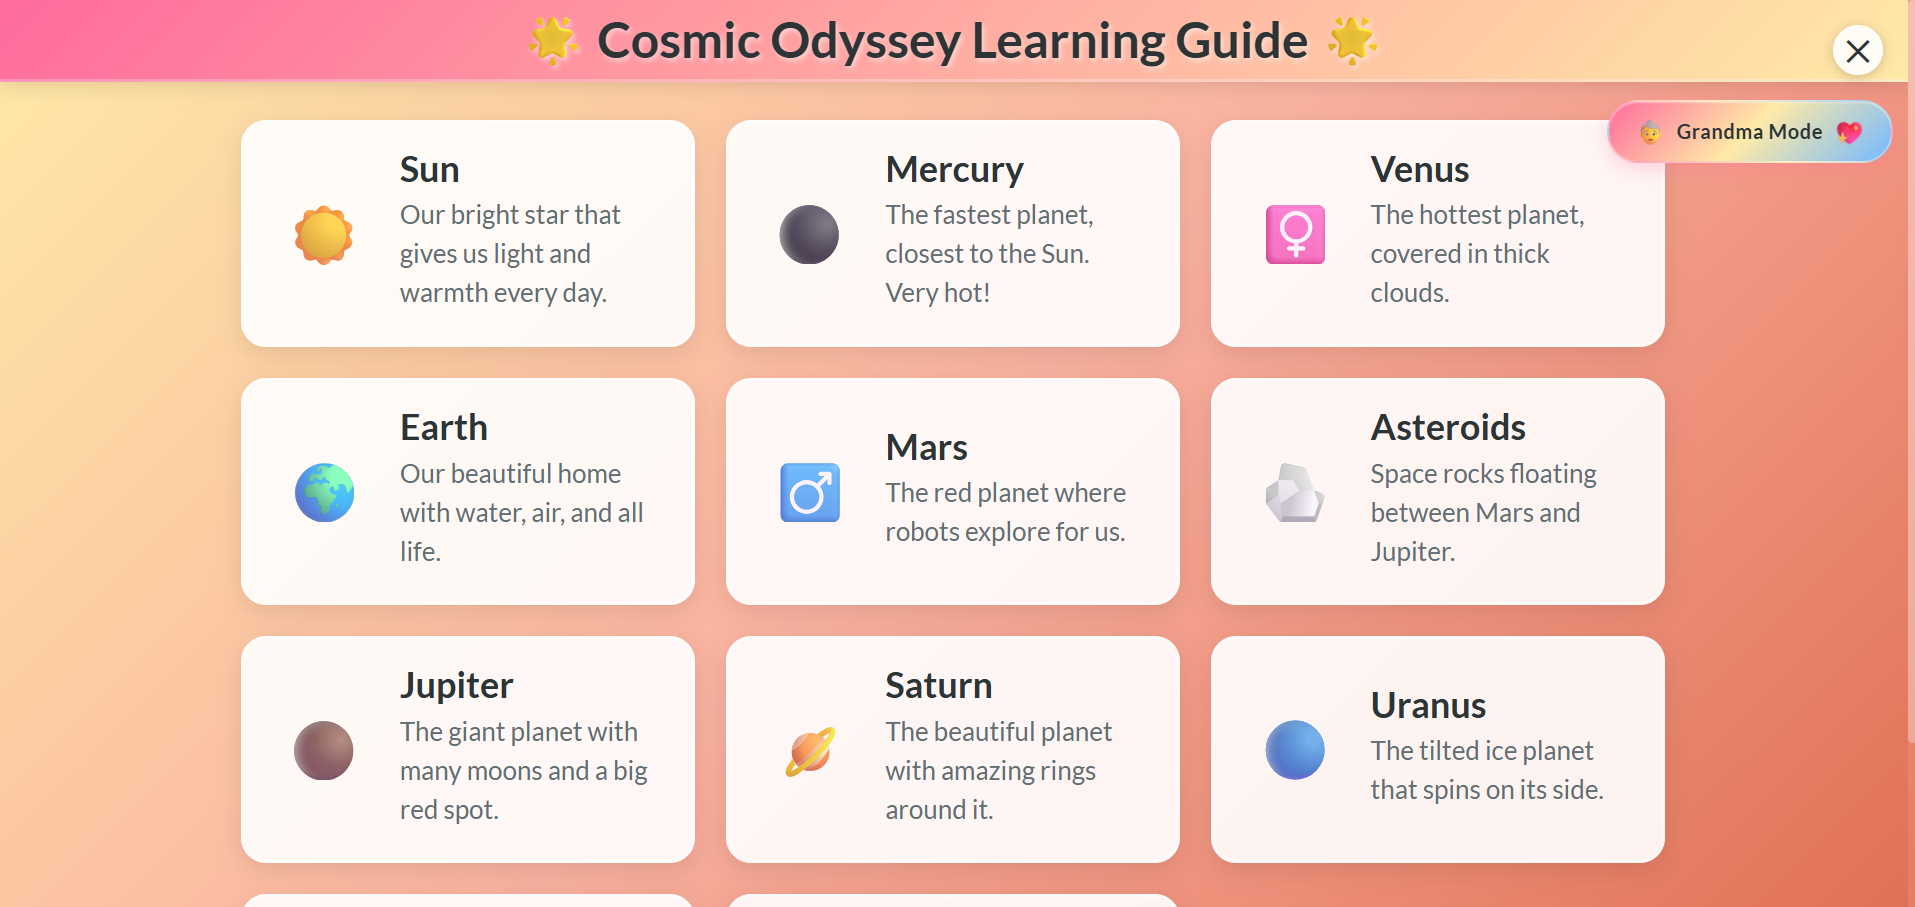 Cosmic Odyssey Learning Guide
Grandma Mode
Sun
Our bright star that
gives us light and
warmth every day.
Mercury
The fastest planet,
closest to the Sun.
Very hot!
Venus
The hottest planet,
covered in thick
clouds.
Earth
Our beautiful home
with water, air, and all
life.
Mars
The red planet where
robots explore for us.
Asteroids
Space rocks floating
between Mars and
Jupiter.
Jupiter
The giant planet with
many moons and a big
red spot.
Saturn
The beautiful planet
with amazing rings
around it.
Uranus
The tilted ice planet
that spins on its side.